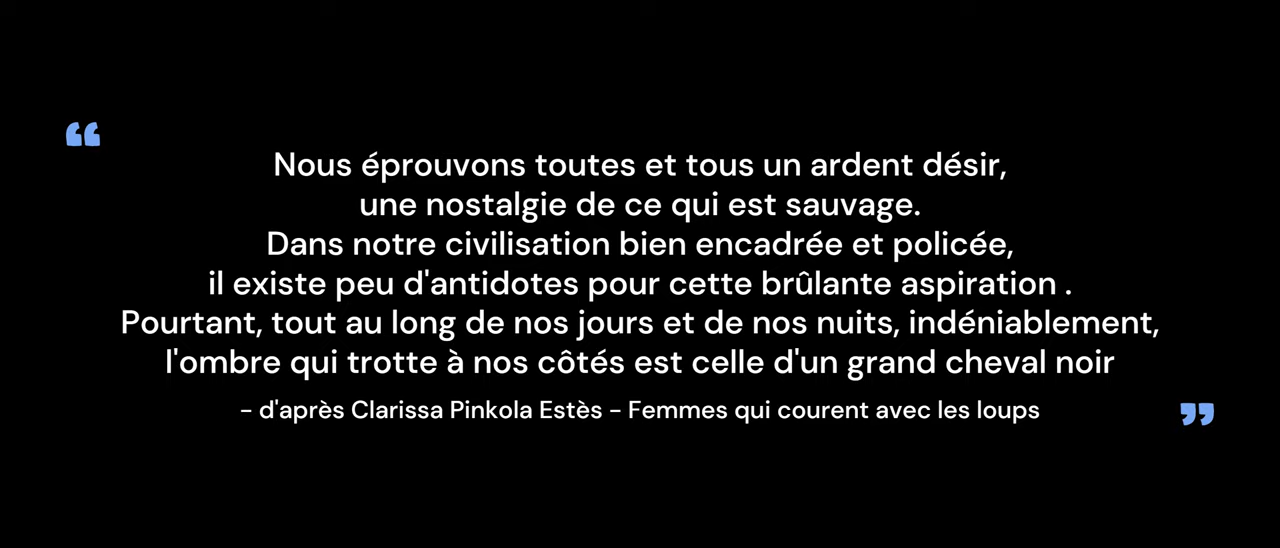 “
Nous éprouvons toutes et tous un ardent désir,
une nostalgie de ce qui est sauvage.
Dans notre civilisation bien encadrée et policée,
il existe peu d'antidotes pour cette brûlante aspiration .
Pourtant, tout au long de nos jours et de nos nuits, indéniablement,
l'ombre qui trotte à nos côtés est celle d'un grand cheval noir
- d'après Clarissa Pinkola Estès - Femmes qui courent avec les loups
”